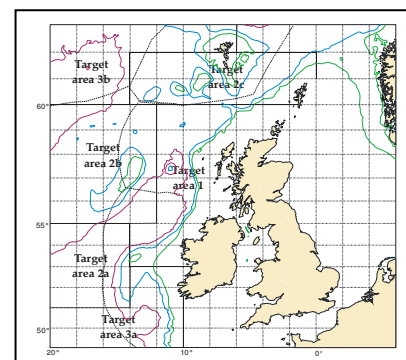 Target
area 3b
Target
area 2c
60°
Target
area 2b
Target
area 1
55°
Target
area 2a
Target
area 3a
50°
20°
10°
0°